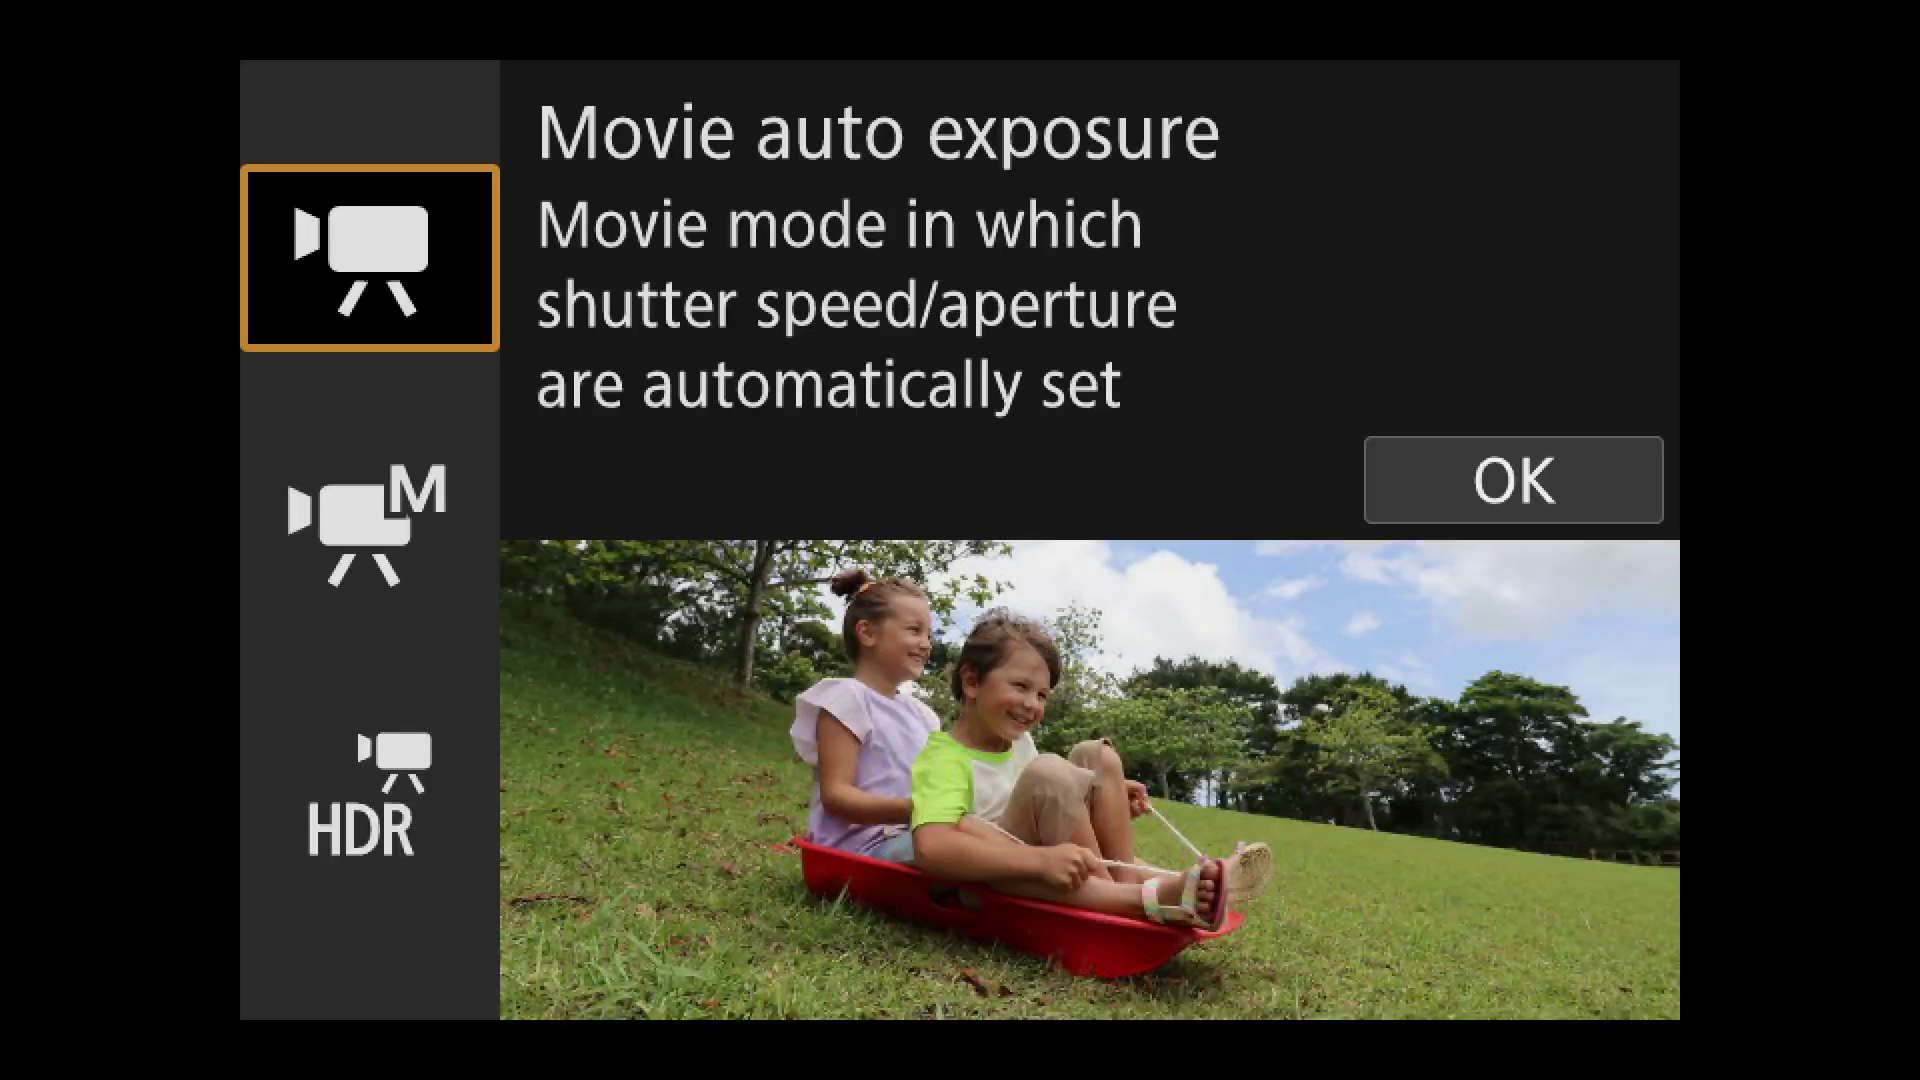 Movie auto exposure
Movie mode in which
shutter speed/aperture
are automatically set
OK
M
HDR